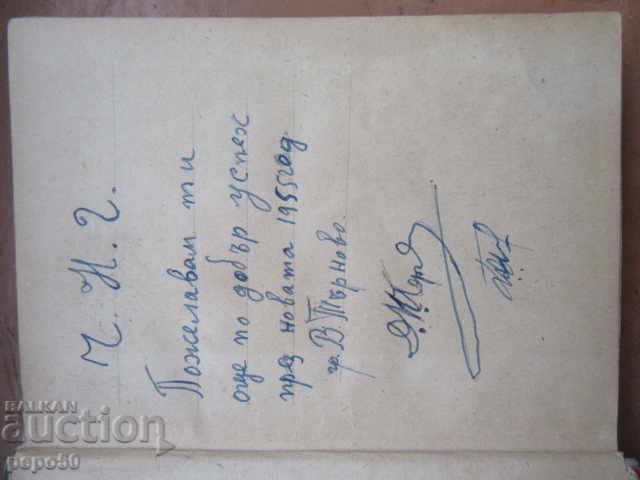 Ч. Н. Г.
Пожелавам ти
още по добър успех
през новата 1955 год.
гр. В. Търново.
BALKAN
auction
pepo50